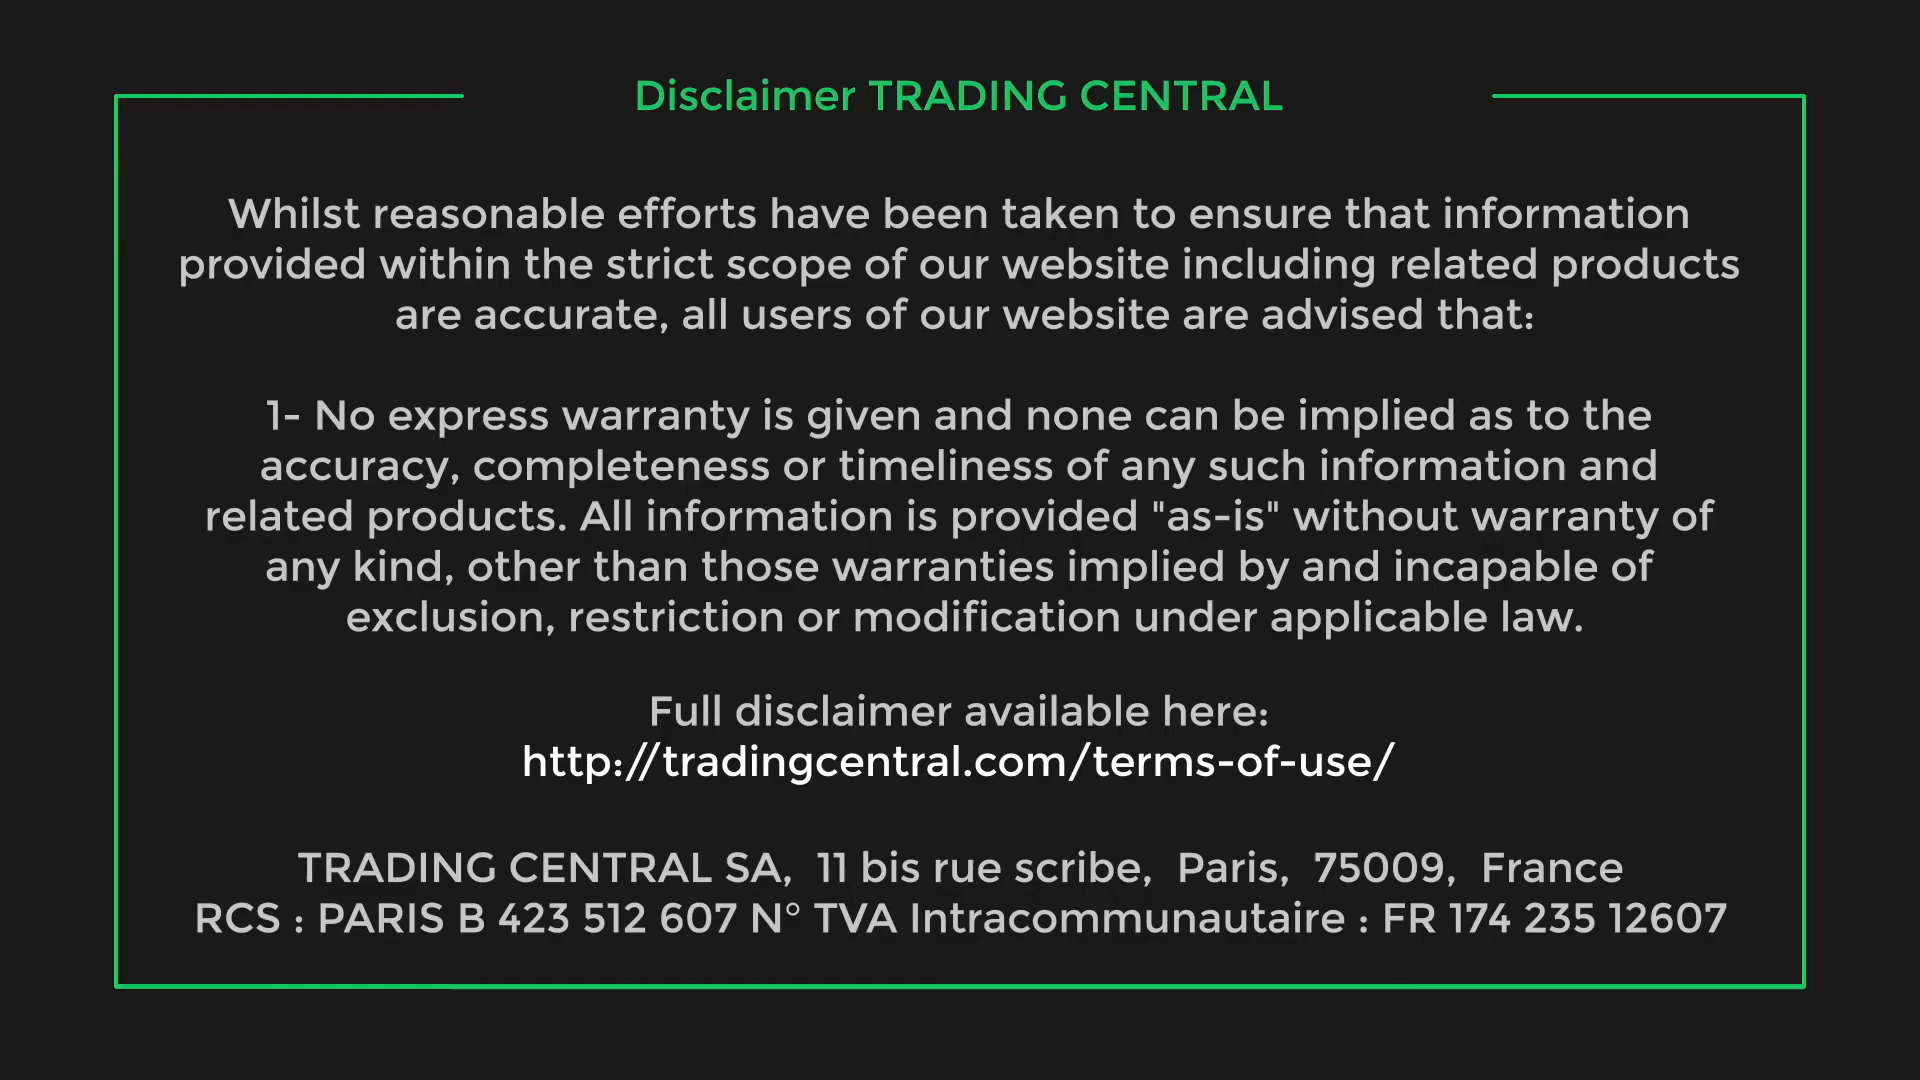 Disclaimer TRADING CENTRAL
Whilst reasonable efforts have been taken to ensure that information
provided within the strict scope of our website including related products
are accurate, all users of our website are advised that:
1- No express warranty is given and none can be implied as to the
accuracy, completeness or timeliness of any such information and
related products. All information is provided "as-is" without warranty of
any kind, other than those warranties implied by and incapable of
exclusion, restriction or modification under applicable law.
Full disclaimer available here:
http://tradingcentral.com/terms-of-use/
TRADING CENTRAL SA, 11 bis rue scribe, Paris, 75009, France
RCS : PARIS B 423 512 607 N° TVA Intracommunautaire : FR 174 235 12607